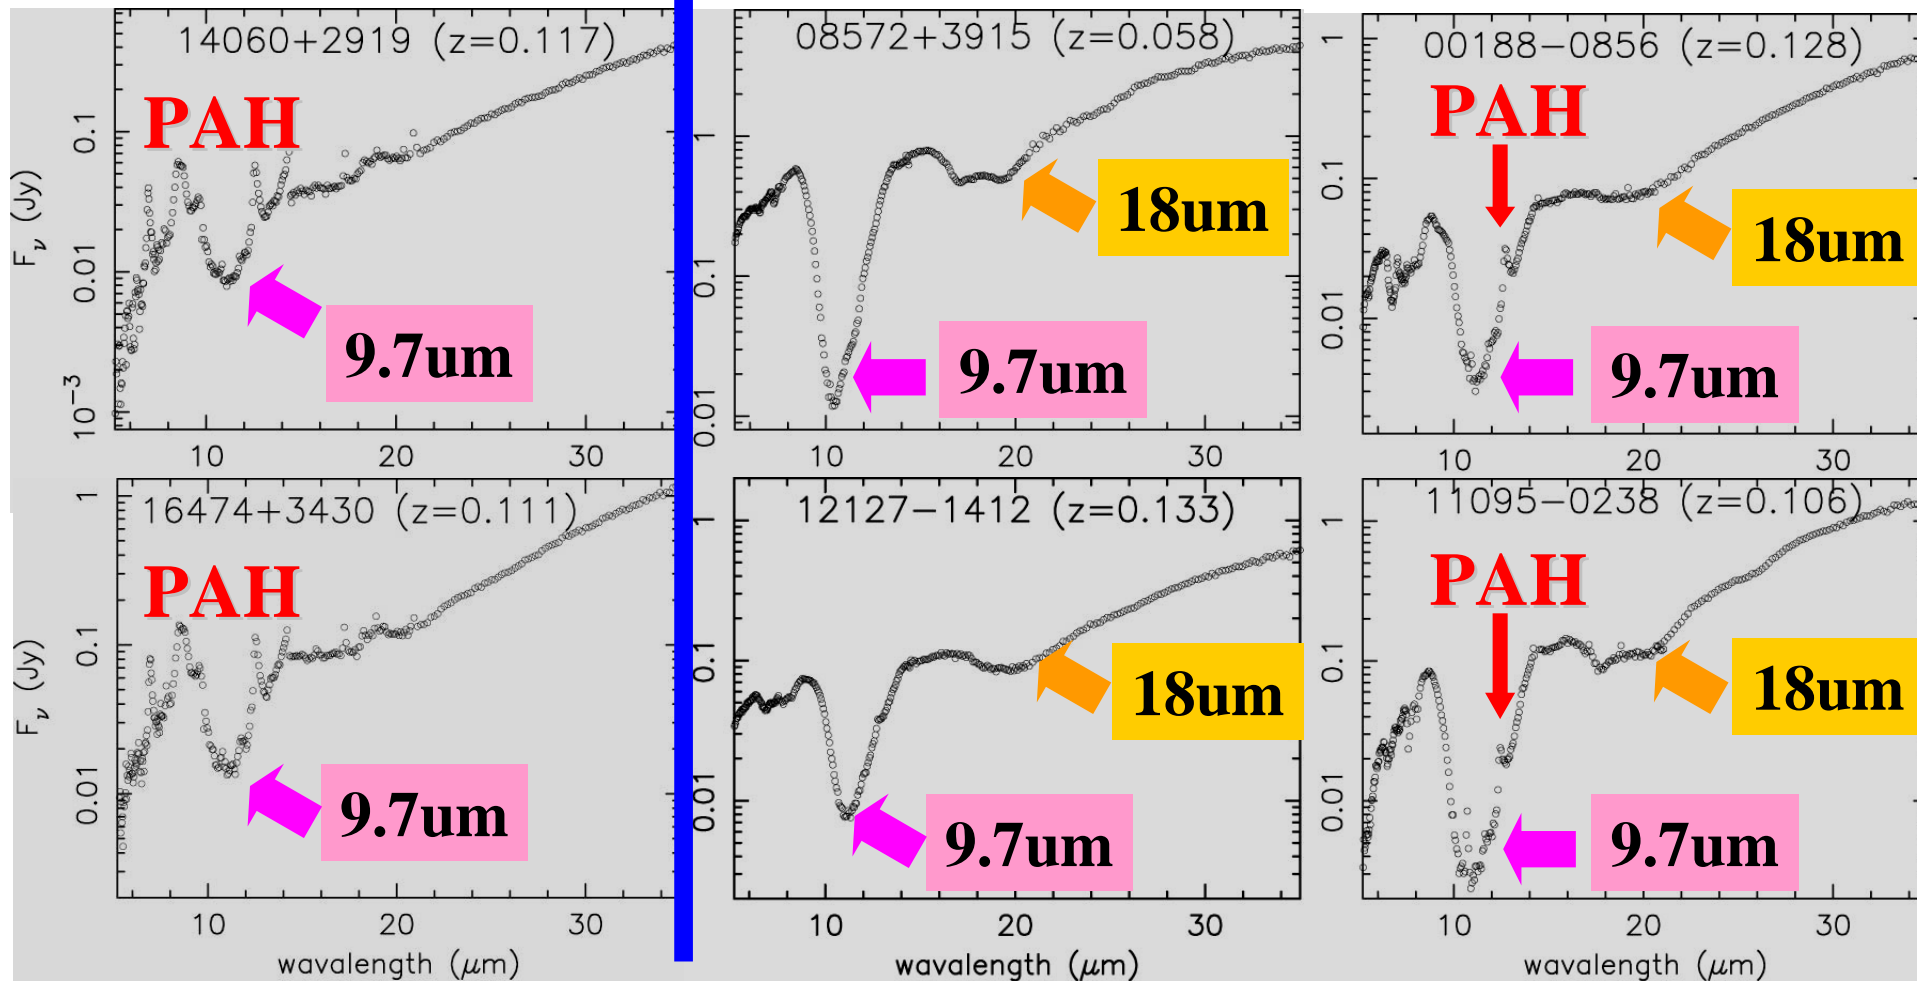 14060+2919 (z=0.117)
PAH
9.7um
F𝜈 (Jy)
0.1
0.01
10−3
10 20 30
08572+3915 (z=0.058)
18um
9.7um
1
0.1
0.01
10 20 30
00188−0856 (z=0.128)
PAH
18um
9.7um
1
0.1
0.01
10 20 30
16474+3430 (z=0.111)
PAH
9.7um
F𝜈 (Jy)
1
0.1
0.01
10 20 30
wavalength (μm)
12127−1412 (z=0.133)
18um
9.7um
1
0.1
0.01
10 20 30
wavalength (μm)
11095−0238 (z=0.106)
PAH
18um
9.7um
1
0.1
0.01
10 20 30
wavalength (μm)